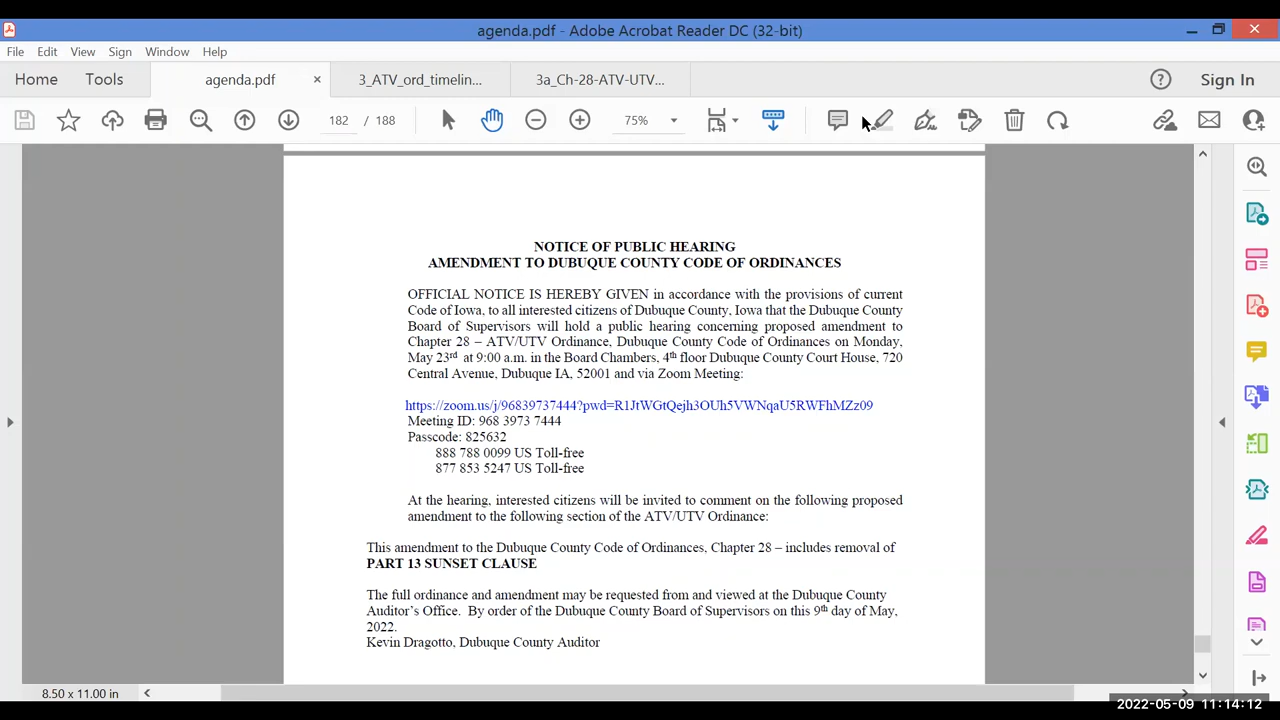 agenda.pdf - Adobe Acrobat Reader DC (32-bit)
File Edit View Sign Window Help
Home Tools agenda.pdf × 3_ATV_ord_timelin... 3a_Ch-28-ATV-UTV... Sign In
182 / 188 75%
NOTICE OF PUBLIC HEARING
AMENDMENT TO DUBUQUE COUNTY CODE OF ORDINANCES
OFFICIAL NOTICE IS HEREBY GIVEN in accordance with the provisions of current
Code of Iowa, to all interested citizens of Dubuque County, Iowa that the Dubuque County
Board of Supervisors will hold a public hearing concerning proposed amendment to
Chapter 28 – ATV/UTV Ordinance, Dubuque County Code of Ordinances on Monday,
May 23rd at 9:00 a.m. in the Board Chambers, 4th floor Dubuque County Court House, 720
Central Avenue, Dubuque IA, 52001 and via Zoom Meeting:
https://zoom.us/j/96839737444?pwd=R1JtWGtQejh3OUh5VWNqaU5RWFhMZz09
Meeting ID: 968 3973 7444
Passcode: 825632
888 788 0099 US Toll-free
877 853 5247 US Toll-free
At the hearing, interested citizens will be invited to comment on the following proposed
amendment to the following section of the ATV/UTV Ordinance:
This amendment to the Dubuque County Code of Ordinances, Chapter 28 – includes removal of
PART 13 SUNSET CLAUSE
The full ordinance and amendment may be requested from and viewed at the Dubuque County
Auditor's Office. By order of the Dubuque County Board of Supervisors on this 9th day of May,
2022.
Kevin Dragotto, Dubuque County Auditor
8.50 x 11.00 in
2022-05-09 11:14:12